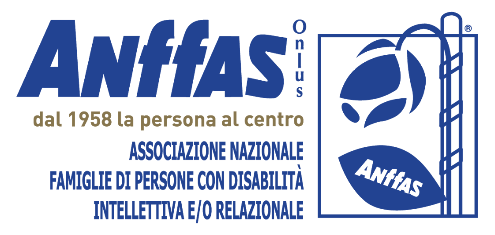 ANFFAS Onlus ®
dal 1958 la persona al centro
ASSOCIAZIONE NAZIONALE
FAMIGLIE DI PERSONE CON DISABILITÀ
INTELLETTIVA E/O RELAZIONALE
ANFFAS